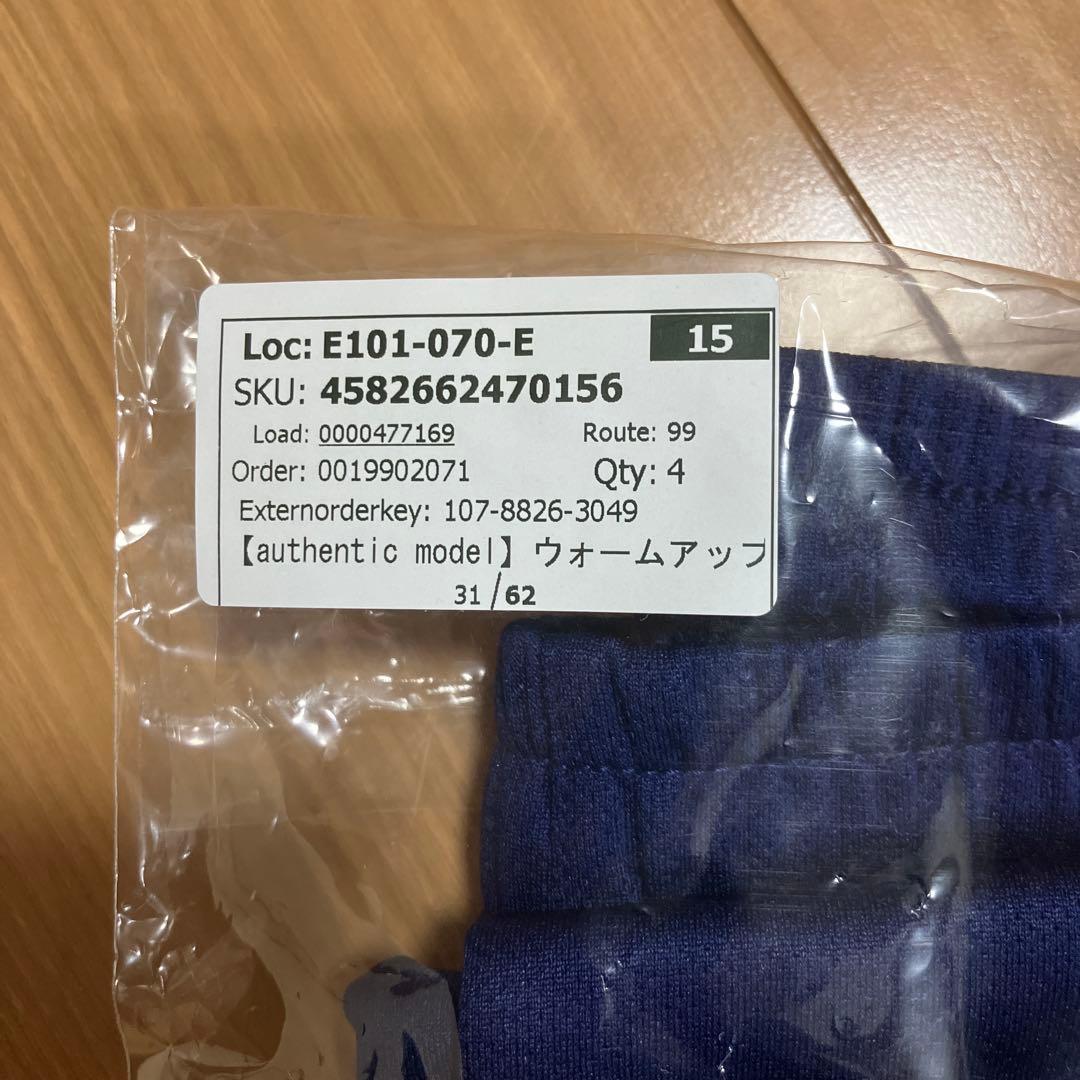 Loc: E101-070-E 15
SKU: 4582662470156
Load: 0000477169 Route: 99
Order: 0019902071 Qty: 4
Externorderkey: 107-8826-3049
【authentic model】ウォームアップ
31/62